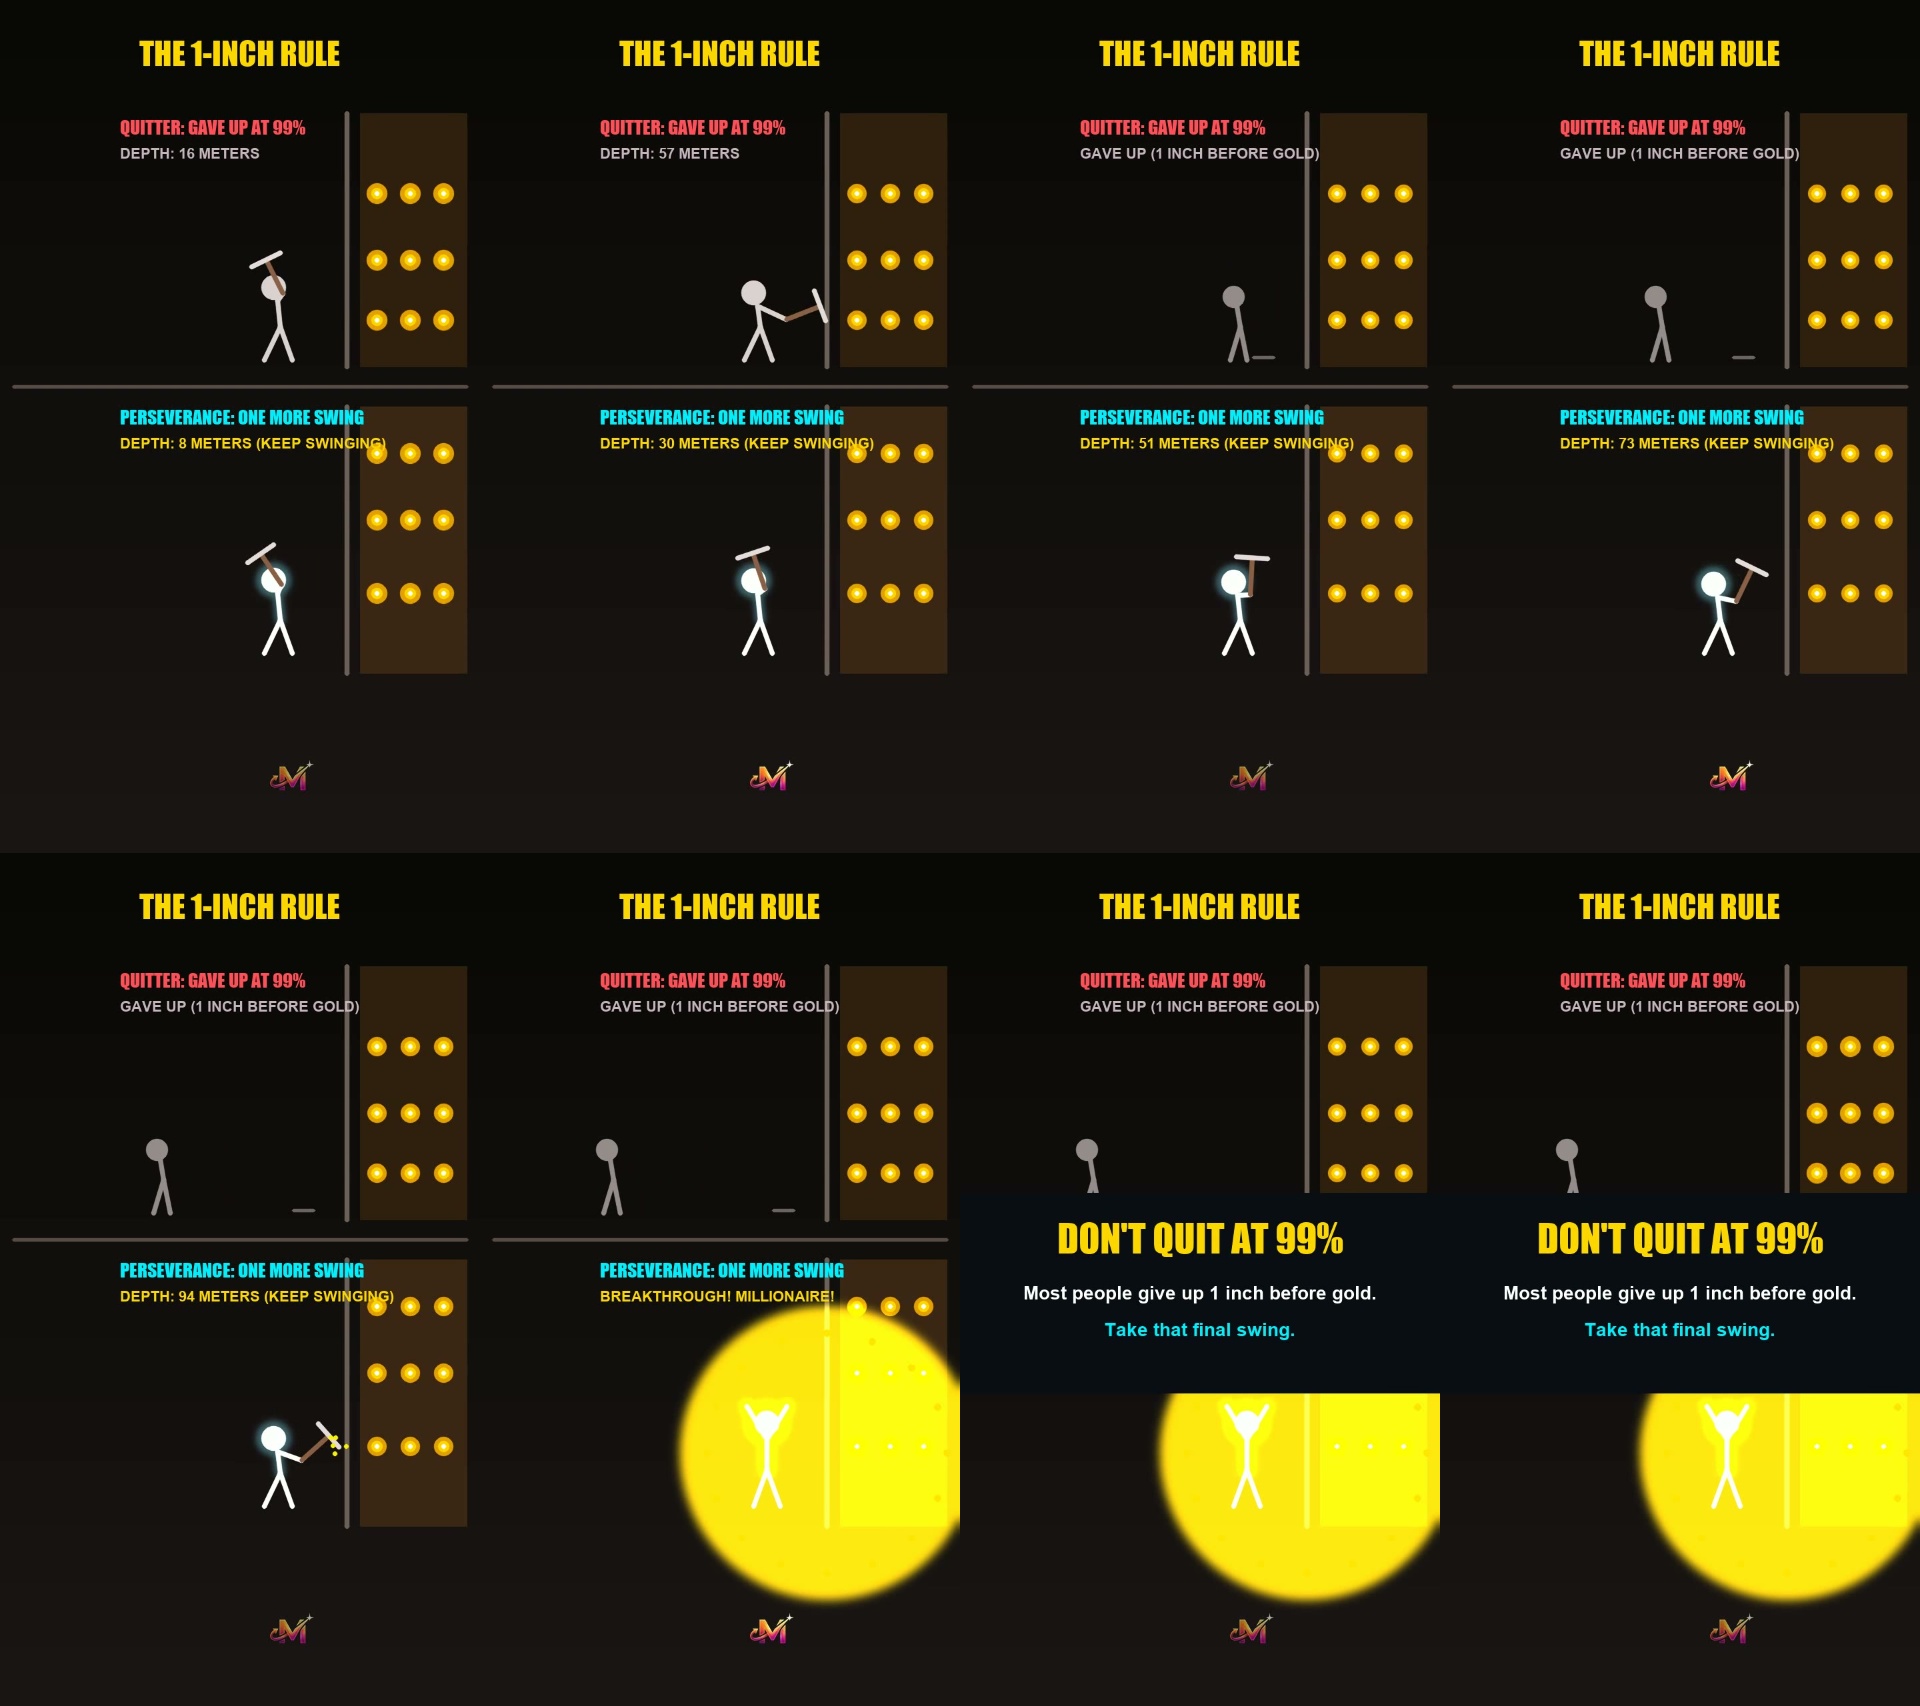 THE 1-INCH RULE
QUITTER: GAVE UP AT 99%
DEPTH: 16 METERS
PERSEVERANCE: ONE MORE SWING
DEPTH: 8 METERS (KEEP SWINGING)
M
THE 1-INCH RULE
QUITTER: GAVE UP AT 99%
DEPTH: 57 METERS
PERSEVERANCE: ONE MORE SWING
DEPTH: 30 METERS (KEEP SWINGING)
M
THE 1-INCH RULE
QUITTER: GAVE UP AT 99%
GAVE UP (1 INCH BEFORE GOLD)
PERSEVERANCE: ONE MORE SWING
DEPTH: 51 METERS (KEEP SWINGING)
M
THE 1-INCH RULE
QUITTER: GAVE UP AT 99%
GAVE UP (1 INCH BEFORE GOLD)
PERSEVERANCE: ONE MORE SWING
DEPTH: 73 METERS (KEEP SWINGING)
M
THE 1-INCH RULE
QUITTER: GAVE UP AT 99%
GAVE UP (1 INCH BEFORE GOLD)
PERSEVERANCE: ONE MORE SWING
DEPTH: 94 METERS (KEEP SWINGING)
M
THE 1-INCH RULE
QUITTER: GAVE UP AT 99%
GAVE UP (1 INCH BEFORE GOLD)
PERSEVERANCE: ONE MORE SWING
BREAKTHROUGH! MILLIONAIRE!
M
THE 1-INCH RULE
QUITTER: GAVE UP AT 99%
GAVE UP (1 INCH BEFORE GOLD)
DON'T QUIT AT 99%
Most people give up 1 inch before gold.
Take that final swing.
M
THE 1-INCH RULE
QUITTER: GAVE UP AT 99%
GAVE UP (1 INCH BEFORE GOLD)
DON'T QUIT AT 99%
Most people give up 1 inch before gold.
Take that final swing.
M